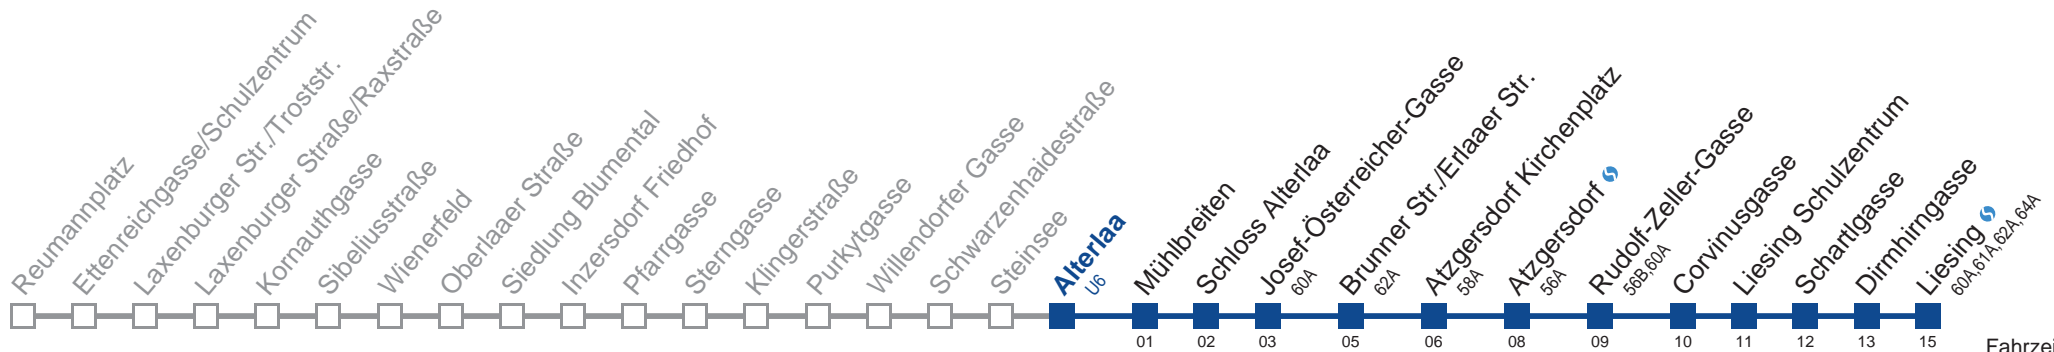 Reumannplatz
Ettenreichgasse/Schulzentrum
Laxenburger Str./Troststr.
Laxenburger Straße/Raxstraße
Kornauthgasse
Sibeliusstraße
Wienerfeld
Oberlaaer Straße
Siedlung Blumental
Inzersdorf Friedhof
Pfarrgasse
Sterngasse
Klingerstraße
Purkytgasse
Willendorfer Gasse
Schwarzenhaidestraße
Steinsee
Alterlaa
U6
Mühlbreiten
01
Schloss Alterlaa
02
Josef-Österreicher-Gasse
60A
03
Brunner Str./Erlaaer Str.
62A
05
Atzgersdorf Kirchenplatz
58A
06
Atzgersdorf
56A
08
Rudolf-Zeller-Gasse
56B,60A
09
Corvinusgasse
10
Liesing Schulzentrum
11
Schartlgasse
12
Dirmhirngasse
13
Liesing
60A,61A,62A,64A
15
Fahrzei